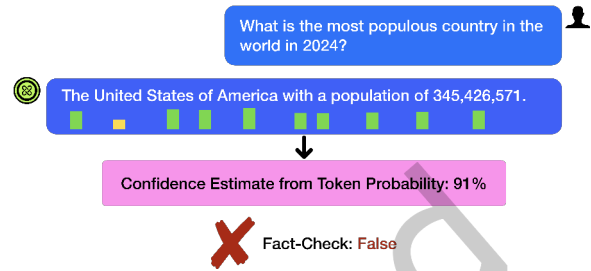 What is the most populous country in the
world in 2024?
The United States of America with a population of 345,426,571.
Confidence Estimate from Token Probability: 91%
Fact-Check: False